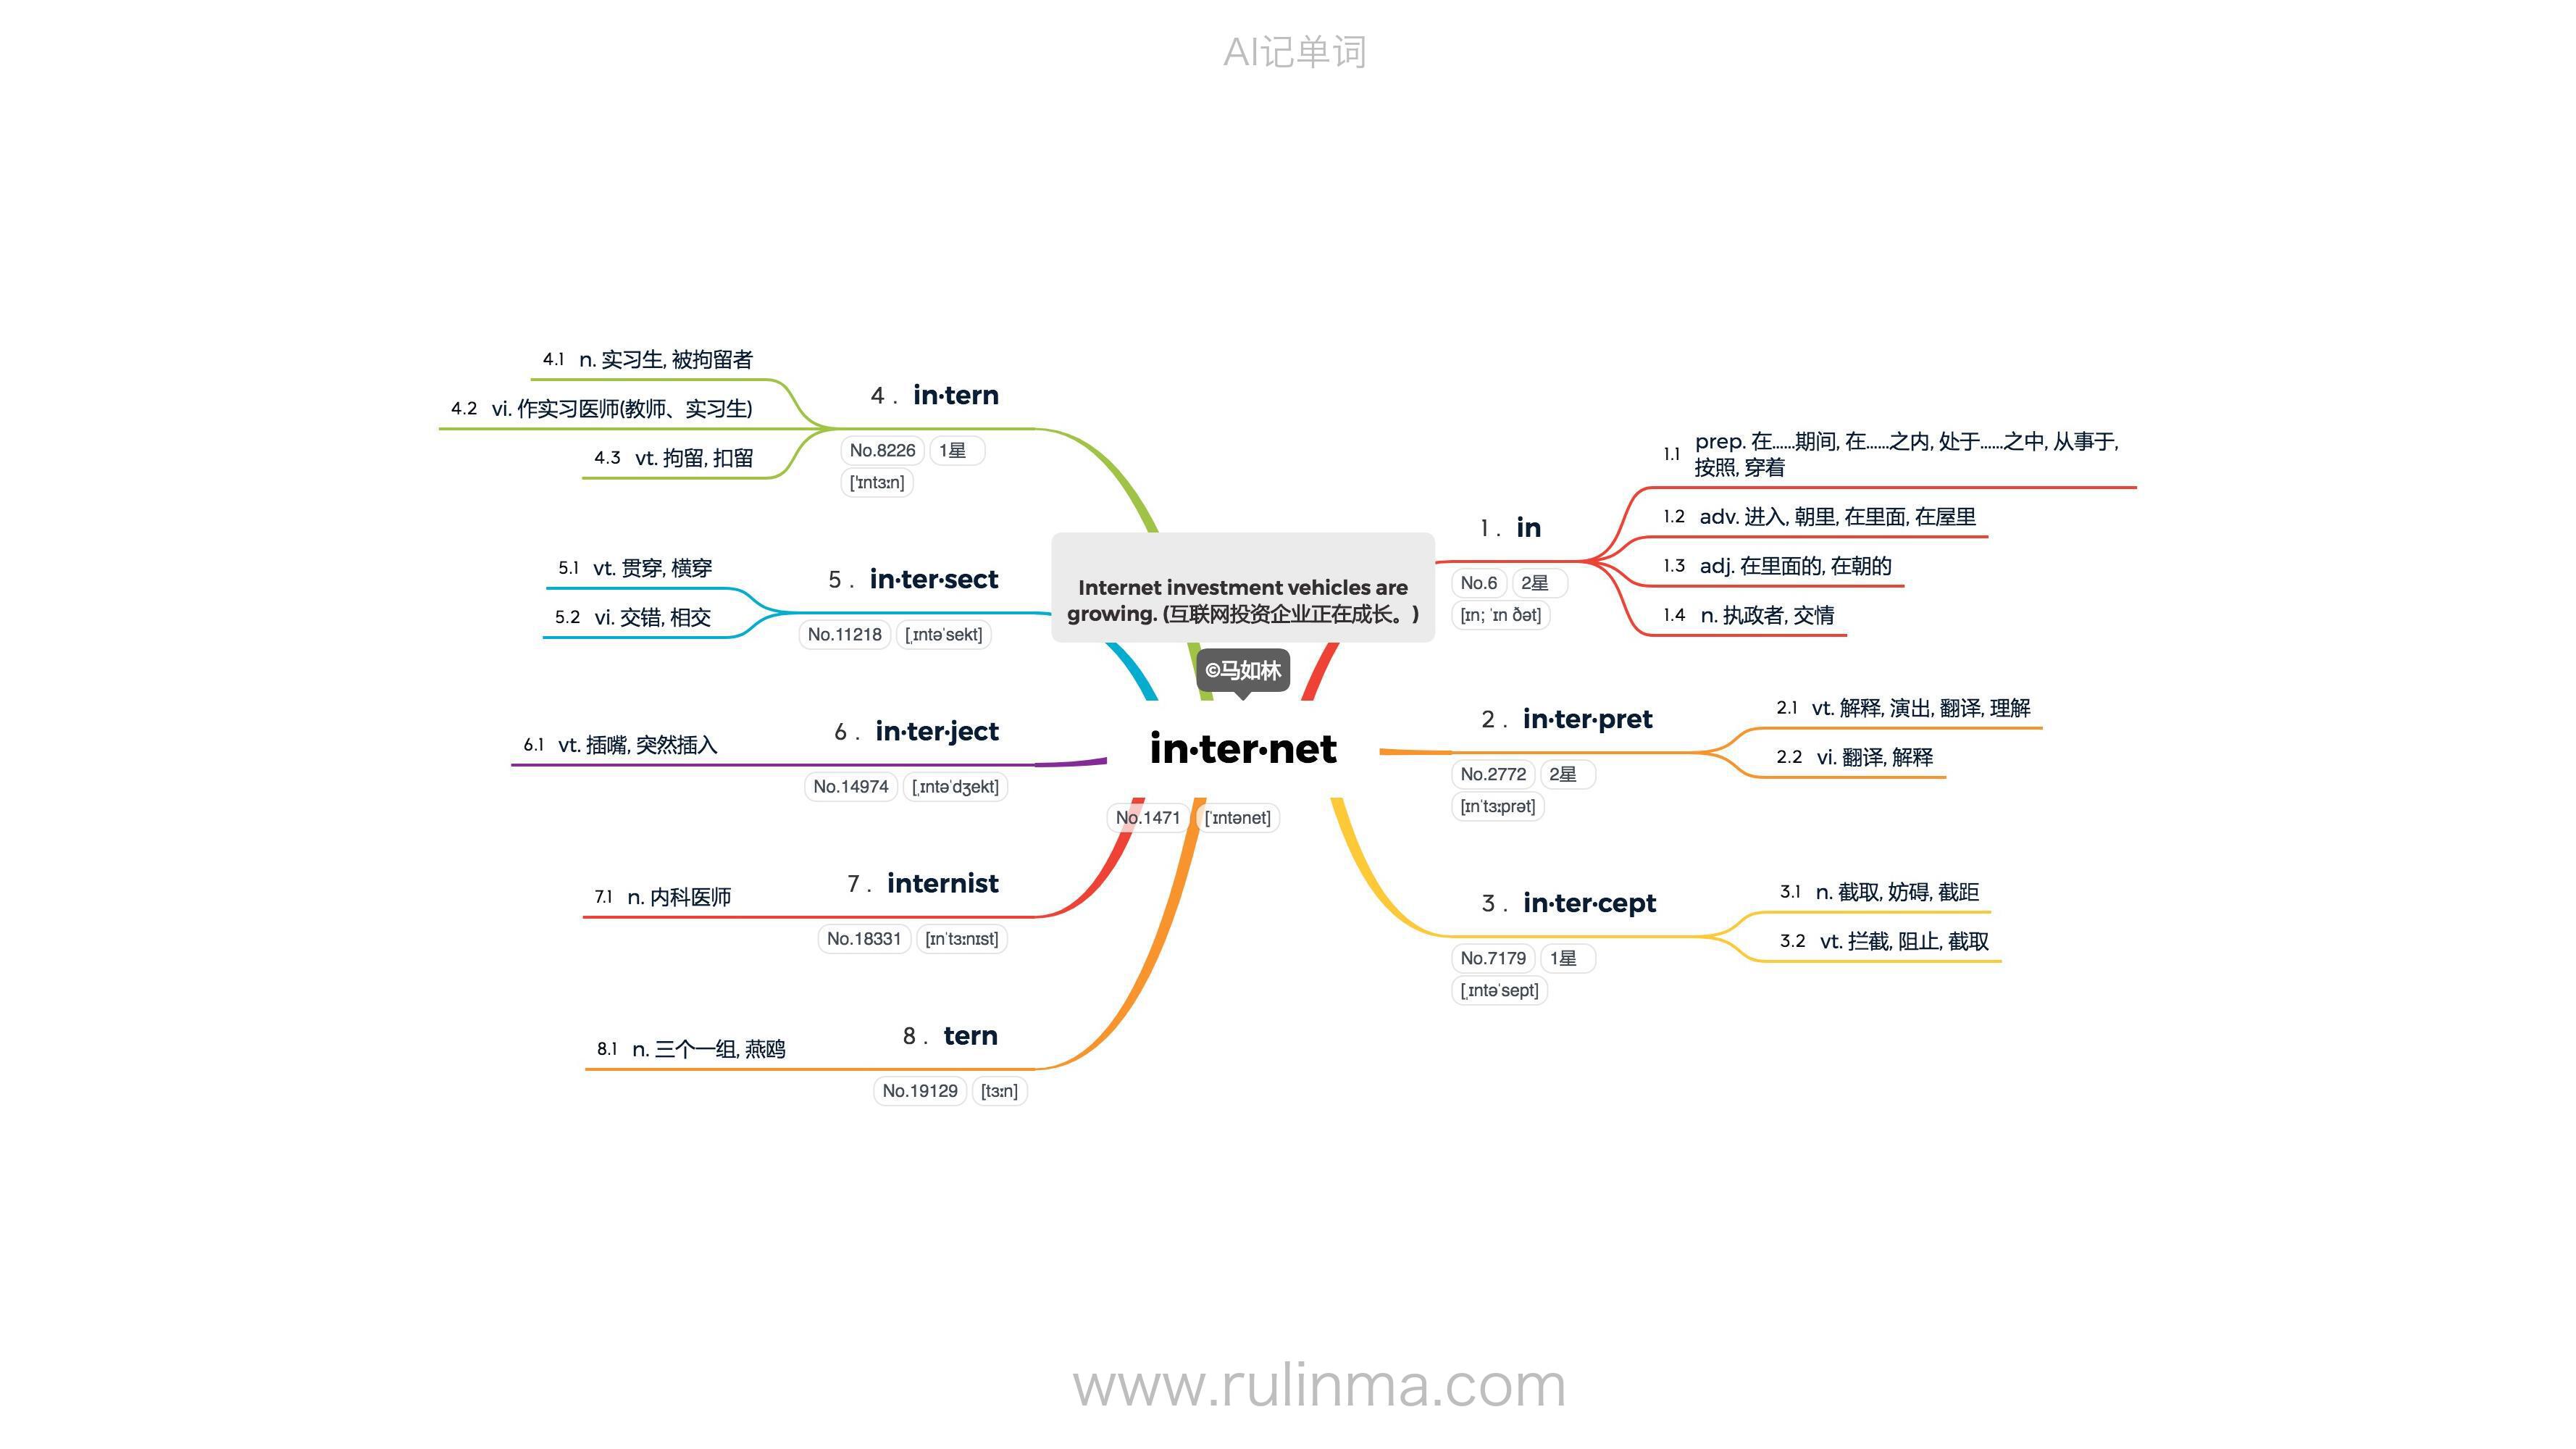 AI记单词
Internet investment vehicles are
growing. (互联网投资企业正在成长。)
©马如林
in·ter·net
No.1471 [ˈɪntənet]
1 . in
No.6 2星
[ɪn; ˈɪn ðət]
1.1 prep. 在……期间, 在……之内, 处于……之中, 从事于,
按照, 穿着
1.2 adv. 进入, 朝里, 在里面, 在屋里
1.3 adj. 在里面的, 在朝的
1.4 n. 执政者, 交情
2 . in·ter·pret
No.2772 2星
[ɪnˈtɜːprət]
2.1 vt. 解释, 演出, 翻译, 理解
2.2 vi. 翻译, 解释
3 . in·ter·cept
No.7179 1星
[ˌɪntəˈsept]
3.1 n. 截取, 妨碍, 截距
3.2 vt. 拦截, 阻止, 截取
4 . in·tern
No.8226 1星
['ɪntɜːn]
4.1 n. 实习生, 被拘留者
4.2 vi. 作实习医师(教师、实习生)
4.3 vt. 拘留, 扣留
5 . in·ter·sect
No.11218 [ˌɪntəˈsekt]
5.1 vt. 贯穿, 横穿
5.2 vi. 交错, 相交
6 . in·ter·ject
No.14974 [ˌɪntəˈdʒekt]
6.1 vt. 插嘴, 突然插入
7 . internist
No.18331 [ɪnˈtɜːnɪst]
7.1 n. 内科医师
8 . tern
No.19129 [tɜːn]
8.1 n. 三个一组, 燕鸥
www.rulinma.com